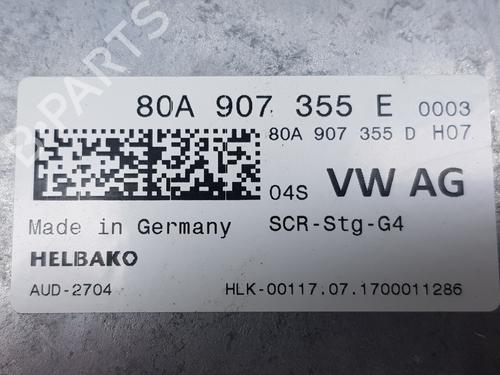 80A 907 355 E 0003
80A 907 355 D H07
04S VW AG
Made in Germany SCR-Stg-G4
HELBAKO
AUD-2704 HLK-00117.07.1700011286
B-PARTS